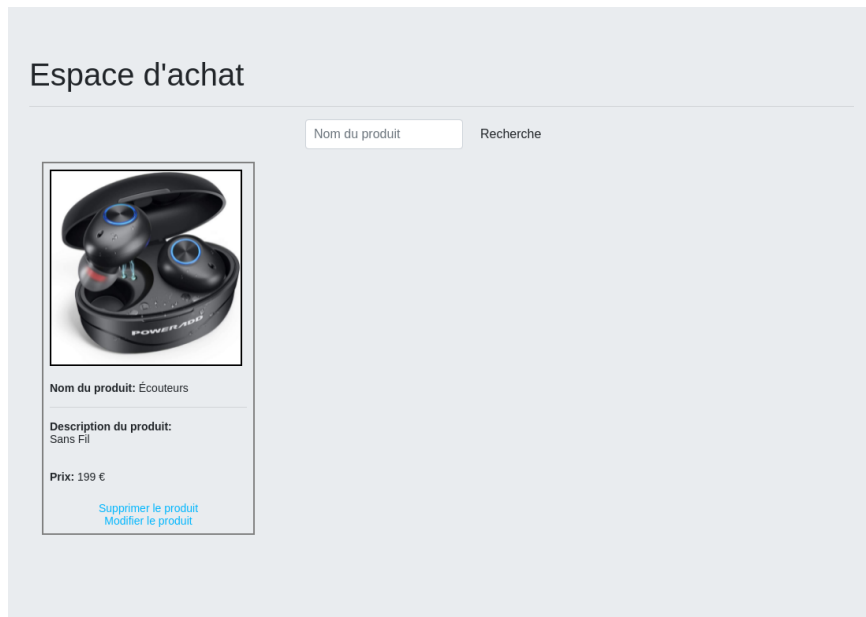 Espace d'achat
Nom du produit Recherche
POWERADD
Nom du produit: Écouteurs
Description du produit:
Sans Fil
Prix: 199 €
Supprimer le produit
Modifier le produit